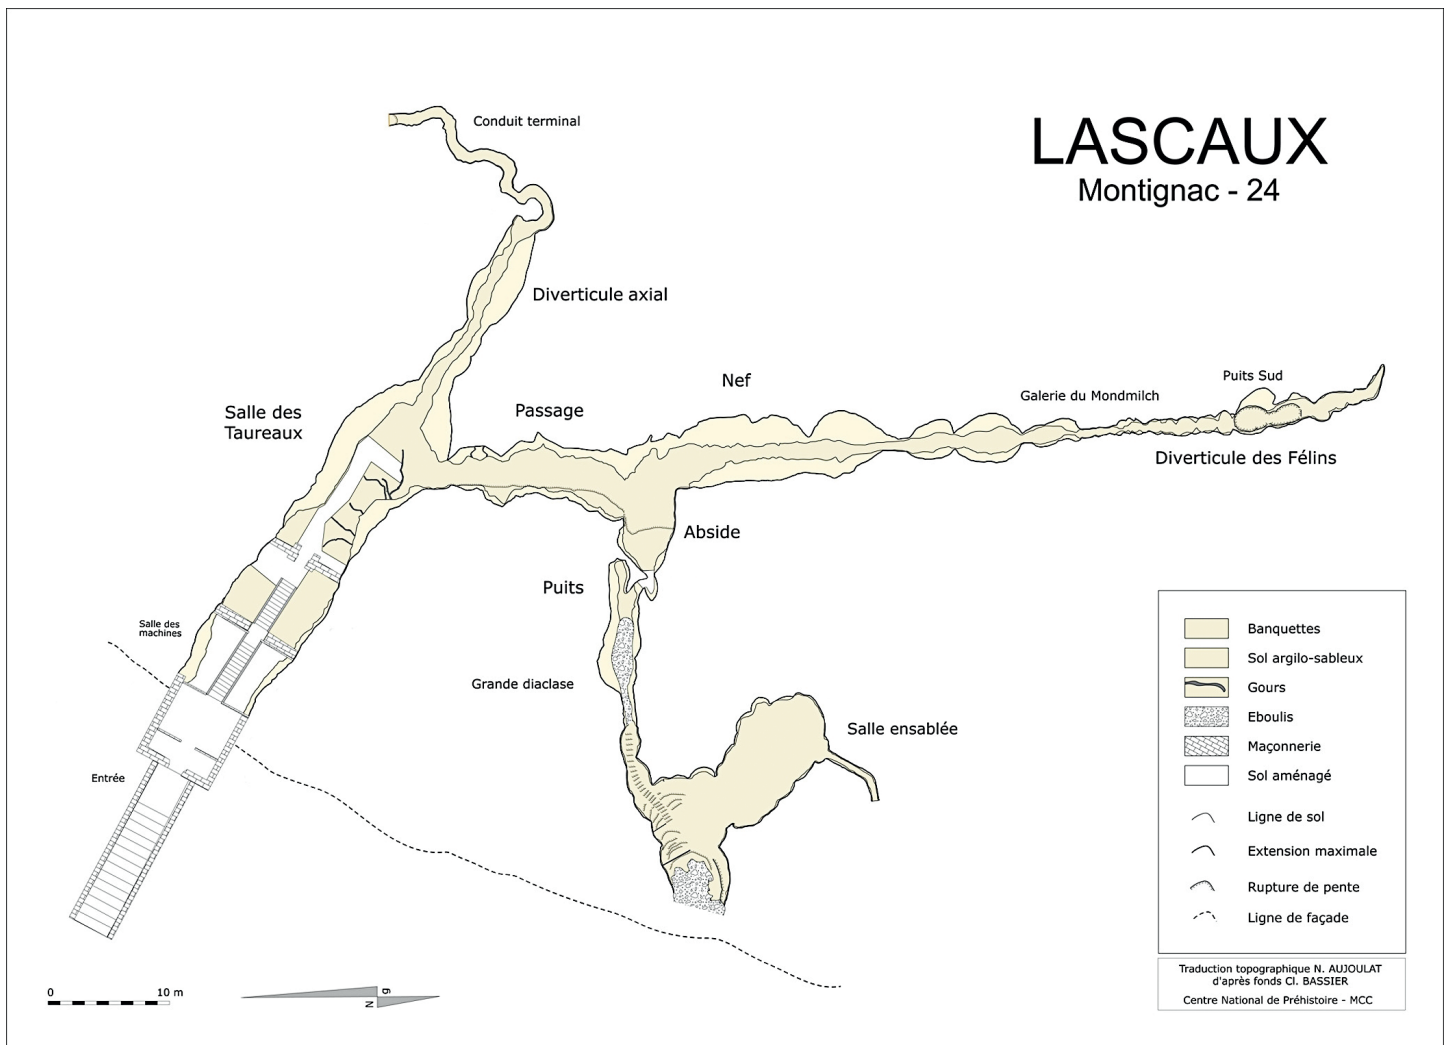 LASCAUX
Montignac - 24
Conduit terminal
Diverticule axial
Nef
Puits Sud
Galerie du Mondmilch
Passage
Salle des
Taureaux
Diverticule des Félins
Abside
Puits
Salle des
machines
Grande diaclase
Salle ensablée
Entrée
Banquettes
Sol argilo-sableux
Gours
Eboulis
Maçonnerie
Sol aménagé
Ligne de sol
Extension maximale
Rupture de pente
Ligne de façade
Traduction topographique N. AUJOULAT
d'après fonds Cl. BASSIER
Centre National de Préhistoire - MCC
0 10 m
N